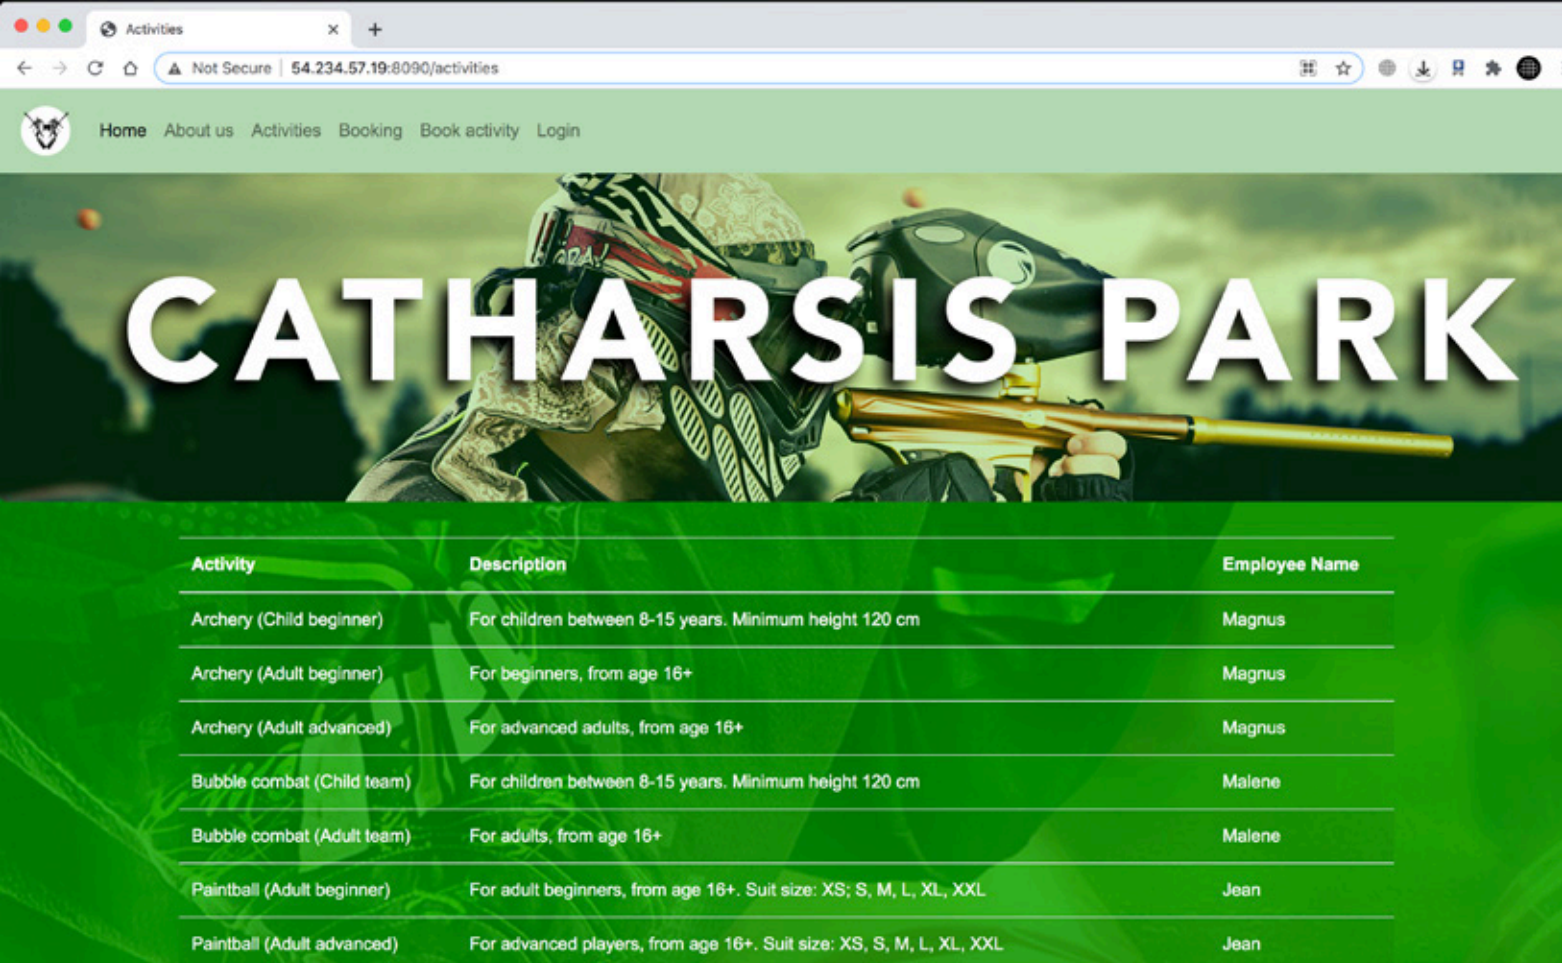 Activities
Not Secure 54.234.57.19:8090/activities
Home About us Activities Booking Book activity Login
CATHARSIS PARK
Activity Description Employee Name
Archery (Child beginner) For children between 8-15 years. Minimum height 120 cm Magnus
Archery (Adult beginner) For beginners, from age 16+ Magnus
Archery (Adult advanced) For advanced adults, from age 16+ Magnus
Bubble combat (Child team) For children between 8-15 years. Minimum height 120 cm Malene
Bubble combat (Adult team) For adults, from age 16+ Malene
Paintball (Adult beginner) For adult beginners, from age 16+. Suit size: XS; S, M, L, XL, XXL Jean
Paintball (Adult advanced) For advanced players, from age 16+. Suit size: XS, S, M, L, XL, XXL Jean